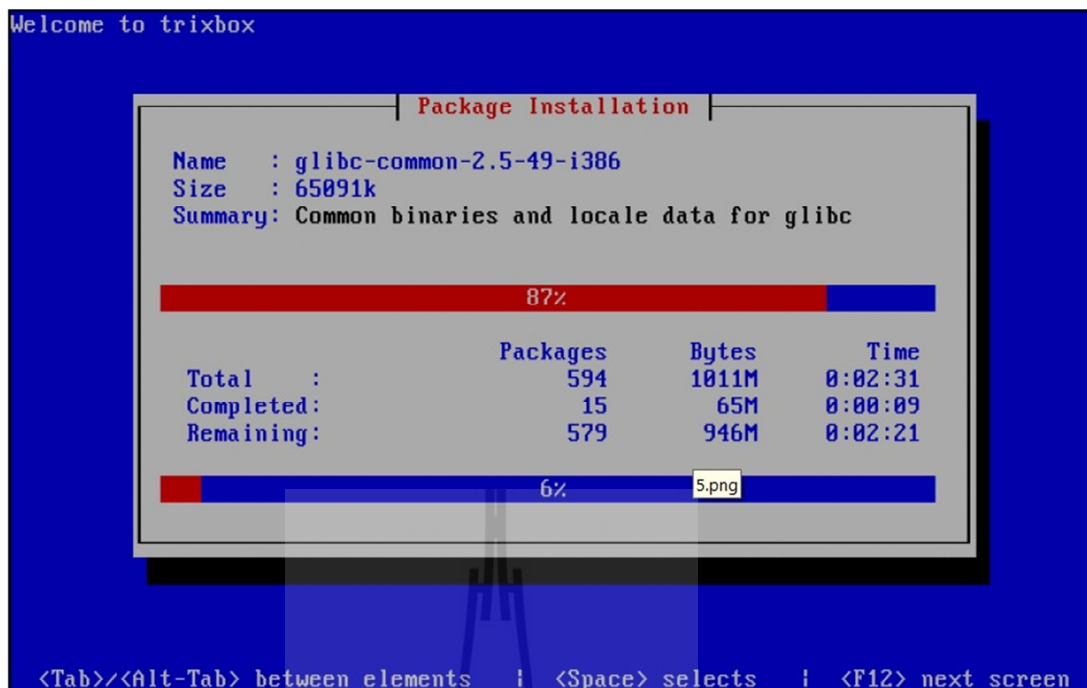 Welcome to trixbox
Package Installation
Name : glibc-common-2.5-49-i386
Size : 65091k
Summary: Common binaries and locale data for glibc
87%
Packages Bytes Time
Total : 594 1011M 0:02:31
Completed: 15 65M 0:00:09
Remaining: 579 946M 0:02:21
6%
5.png
<Tab>/<Alt-Tab> between elements | <Space> selects | <F12> next screen